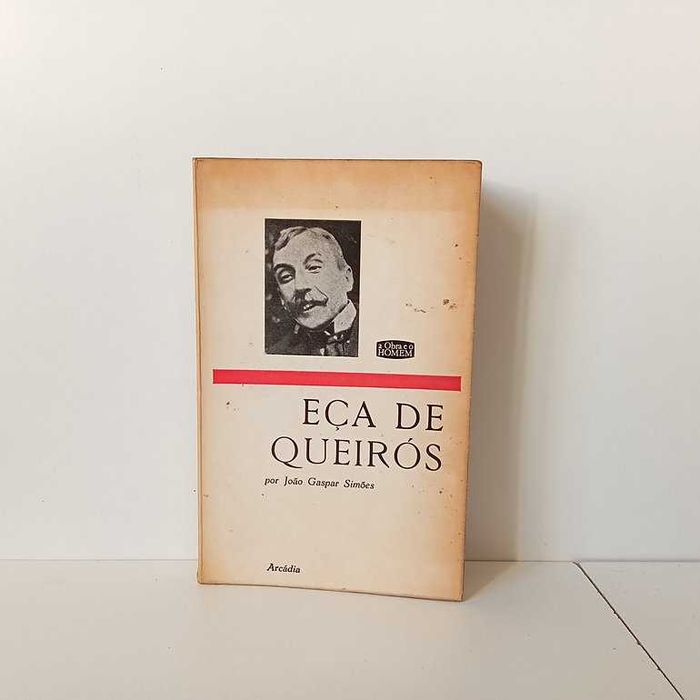 a Obra e o
HOMEM
EÇA DE
QUEIRÓS
por João Gaspar Simões
Arcádia